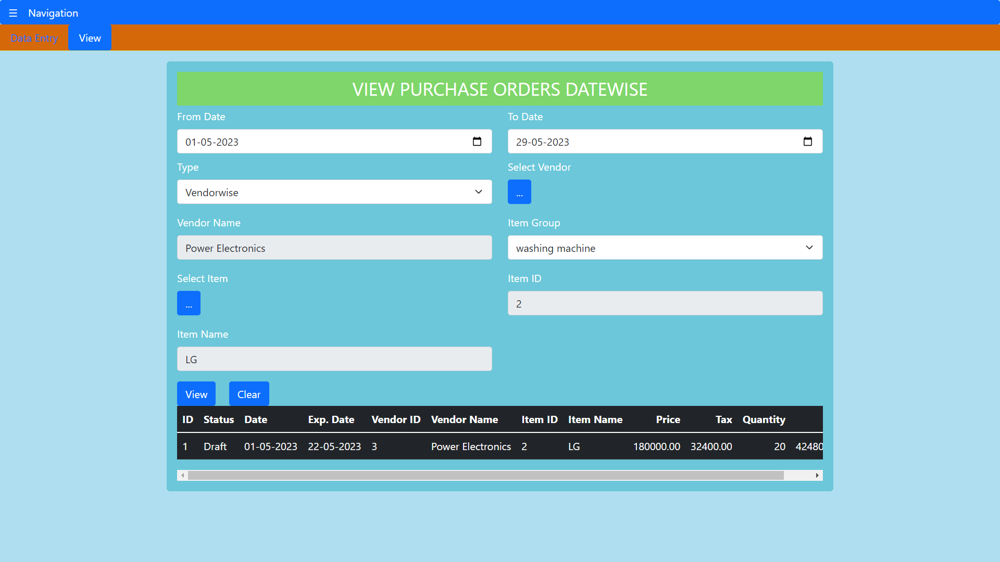 ☰ Navigation
Data Entry View
VIEW PURCHASE ORDERS DATEWISE
From Date To Date
01-05-2023 29-05-2023
Type Select Vendor
Vendorwise ...
Vendor Name Item Group
Power Electronics washing machine
Select Item Item ID
... 2
Item Name
LG
View Clear
ID Status Date Exp. Date Vendor ID Vendor Name Item ID Item Name Price Tax Quantity
1 Draft 01-05-2023 22-05-2023 3 Power Electronics 2 LG 180000.00 32400.00 20 42480